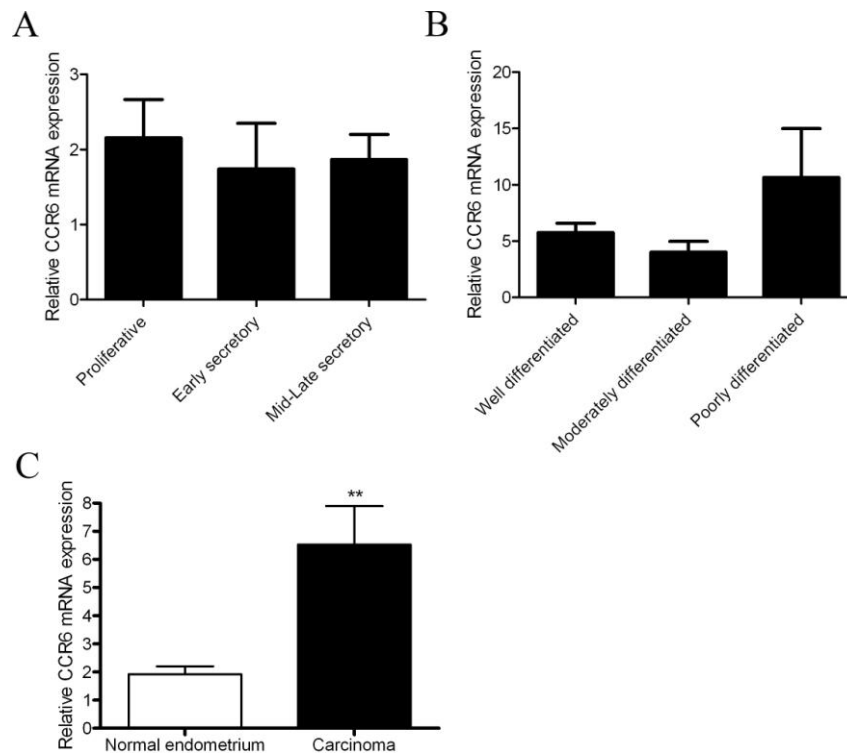 A
Relative CCR6 mRNA expression
3
2
1
0
Proliferative
Early secretory
Mid-Late secretory
B
Relative CCR6 mRNA expression
20
15
10
5
0
Well differentiated
Moderately differentiated
Poorly differentiated
C
Relative CCR6 mRNA expression
8
7
6
5
4
3
2
1
0
**
Normal endometrium
Carcinoma